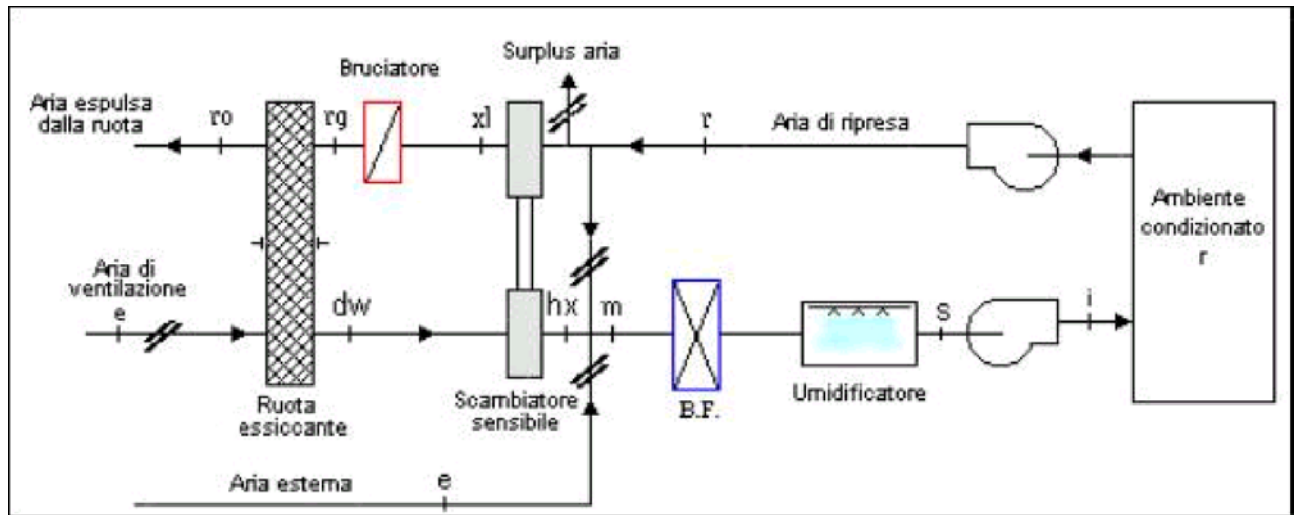 Surplus aria
Bruciatore
Aria espulsa
dalla ruota
ro
rg
xl
r
Aria di ripresa
Ambiente
condizionato
r
Aria di
ventilazione
e
dw
hx
m
s
i
Ruota
essiccante
Scambiatore
sensibile
B.F.
Umidificatore
Aria esterna
e